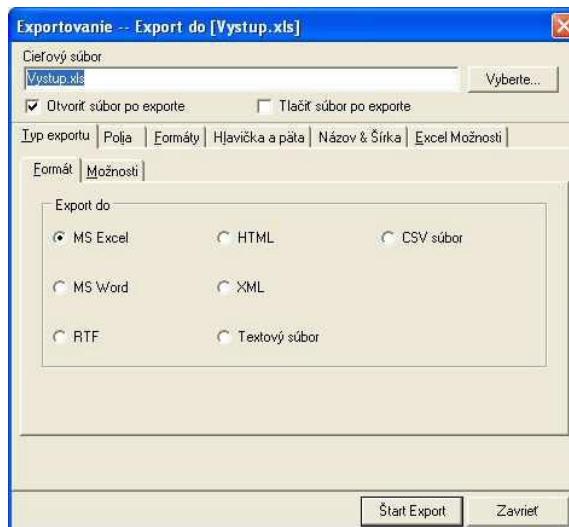 Exportovanie -- Export do [Vystup.xls]
Cieľový súbor
Vystup.xls
Vyberte...
Otvoriť súbor po exporte Tlačiť súbor po exporte
Typ exportu Polia Formáty Hlavička a päta Názov & Šírka Excel Možnosti
Formát Možnosti
Export do
MS Excel HTML CSV súbor
MS Word XML
RTF Textový súbor
Štart Export Zavrieť